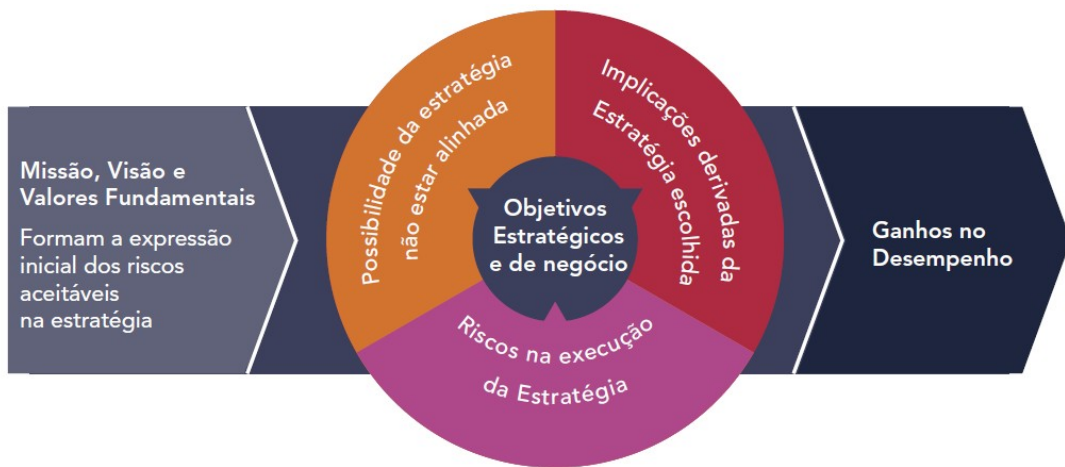 Missão, Visão e
Valores Fundamentais
Formam a expressão
inicial dos riscos
aceitáveis
na estratégia
Possibilidade da estratégia
não estar alinhada
Implicações derivadas da
Estratégia escolhida
Objetivos
Estratégicos
e de negócio
Riscos na execução
da Estratégia
Ganhos no
Desempenho